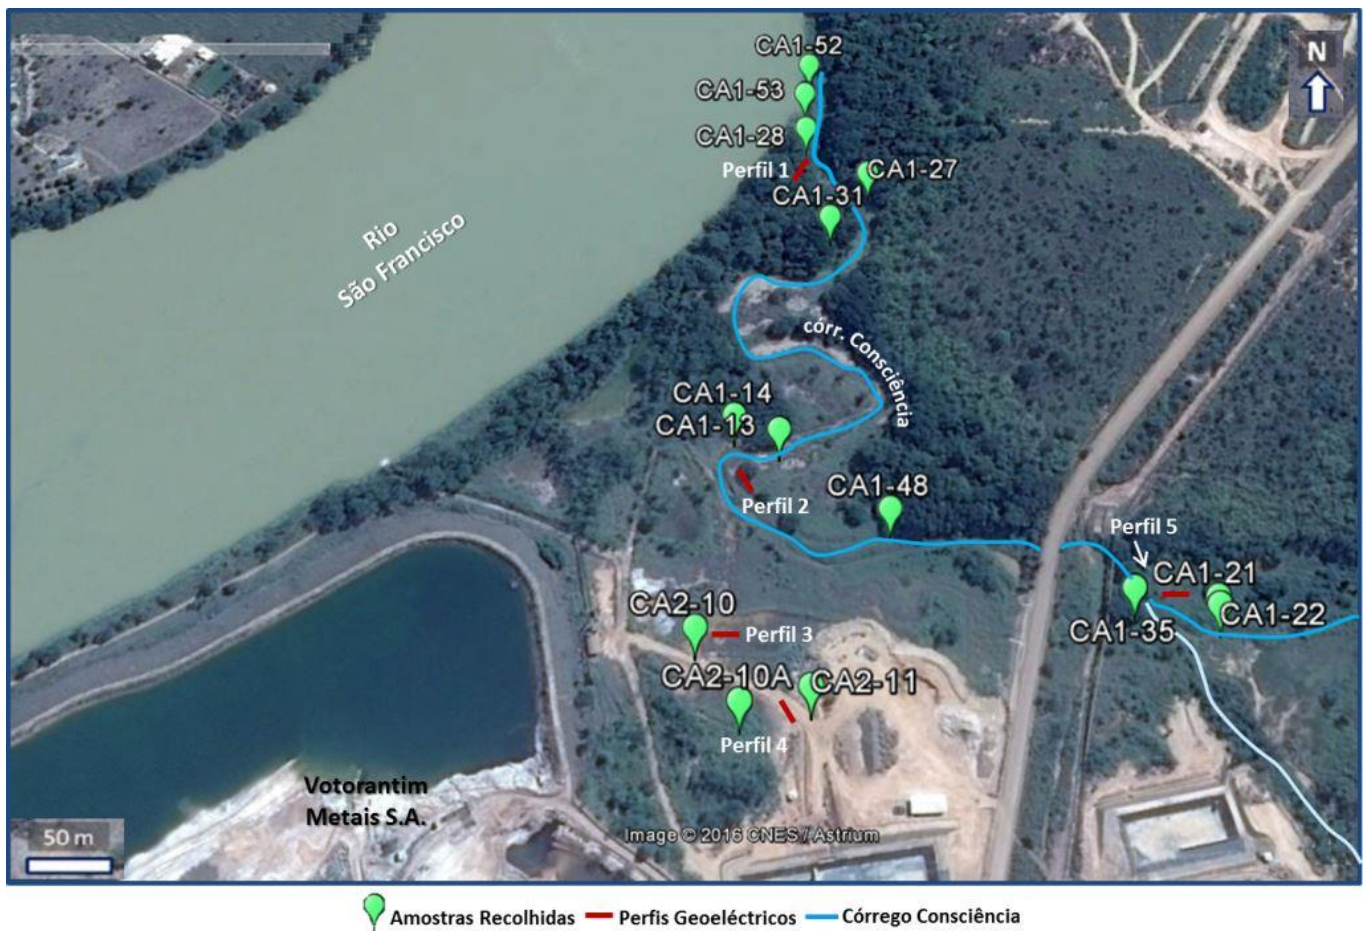 CA1-52
N
CA1-53
CA1-28
Perfil 1
CA1-27
CA1-31
Rio
São Francisco
córr. Consciência
CA1-14
CA1-13
CA1-48
Perfil 2
Perfil 5
CA1-21
CA2-10
CA1-22
CA1-35
Perfil 3
CA2-10A
CA2-11
Perfil 4
Votorantim
Metais S.A.
50 m
Image © 2016 CNES / Astrium
Amostras Recolhidas
Perfis Geoeléctricos
Córrego Consciência